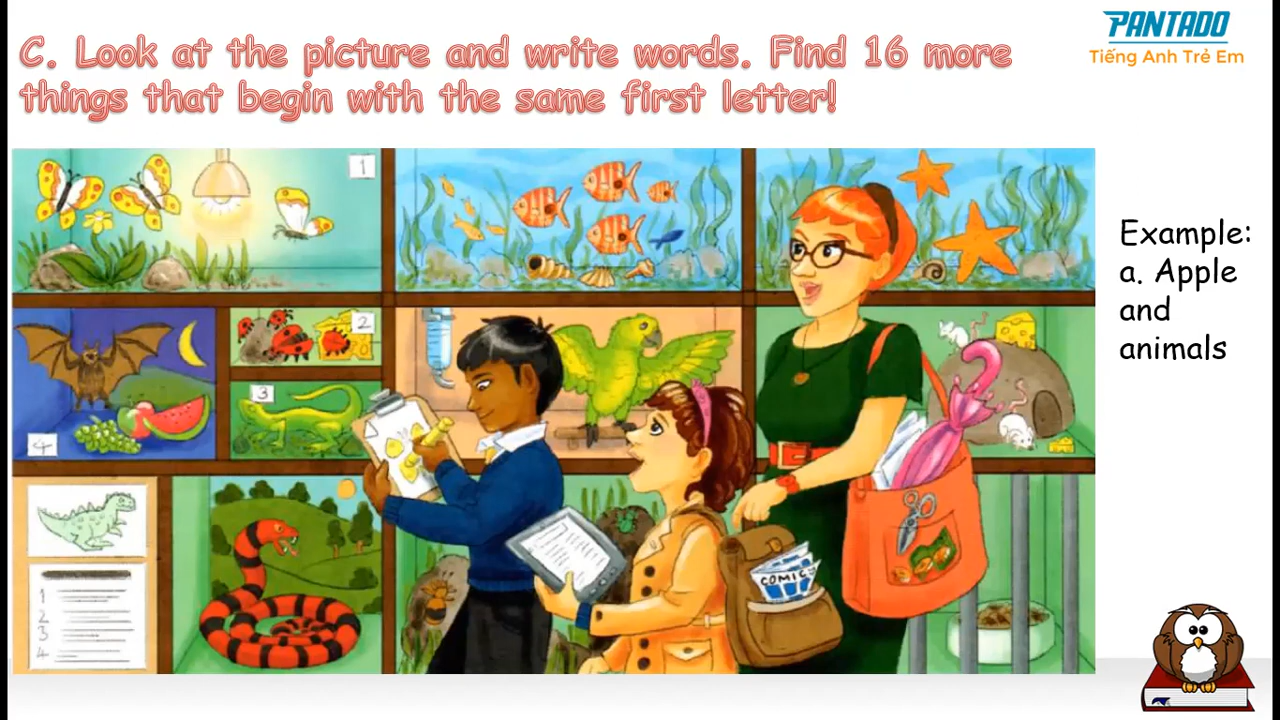 PANTADO
Tiếng Anh Trẻ Em
C. Look at the picture and write words. Find 16 more
things that begin with the same first letter!
Example:
a. Apple
and
animals
1
2
3
4
COMIC
1
2
3
4